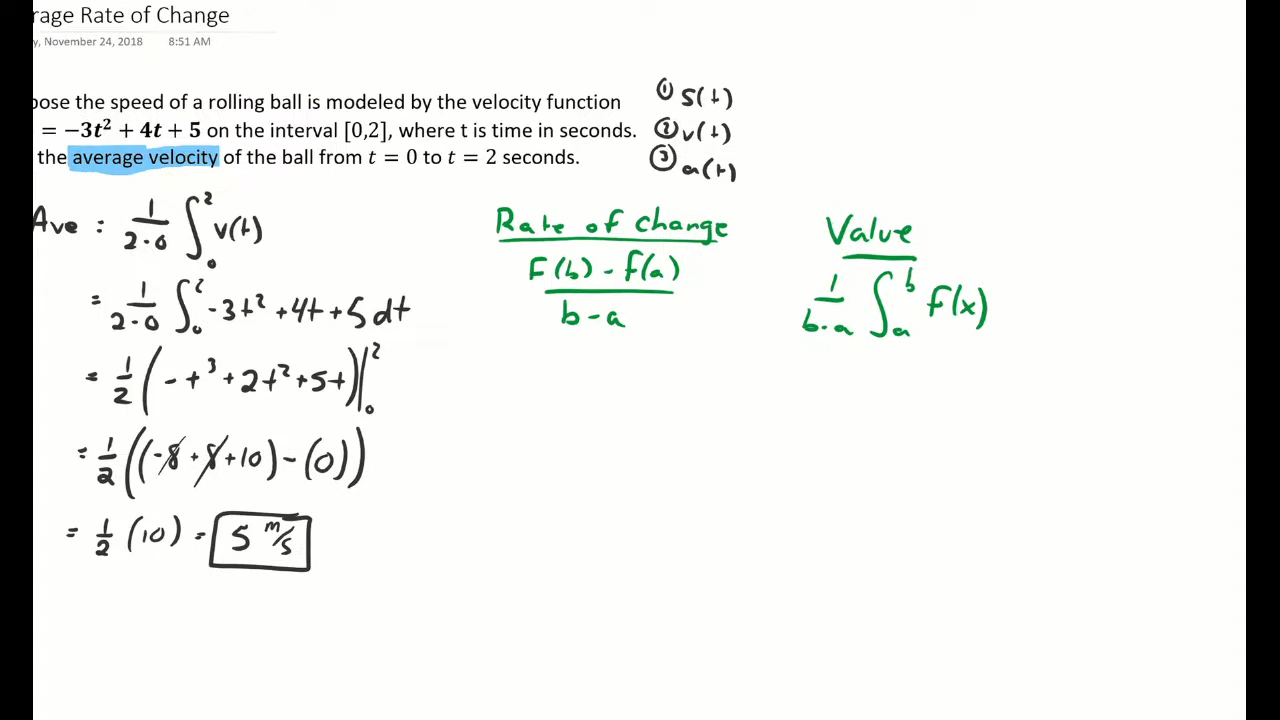 rage Rate of Change
y, November 24, 2018 8:51 AM
pose the speed of a rolling ball is modeled by the velocity function
= −3t² + 4t + 5 on the interval [0,2], where t is time in seconds.
the average velocity of the ball from t = 0 to t = 2 seconds.
① s(t)
② v(t)
③ a(t)
Ave : 1/(2-0) ∫₀² v(t)
= 1/(2-0) ∫₀² -3t² + 4t + 5 dt
= 1/2 (-t³ + 2t² + 5t)|₀²
= 1/2 ((-8 + 8 + 10) - (0))
= 1/2 (10) = 5 m/s
Rate of change
F(b) - f(a)
b - a
Value
1/(b-a) ∫ₐᵇ F(x)